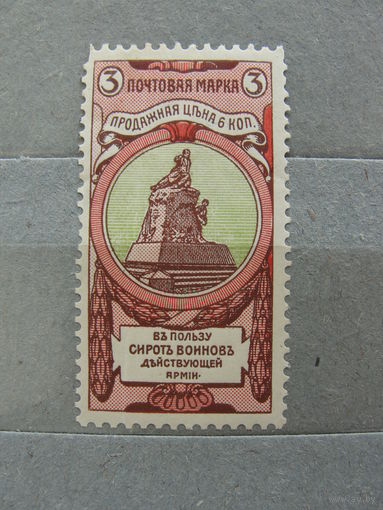 3 ПОЧТОВАЯ МАРКА 3
ПРОДАЖНАЯ ЦѢНА 6 КОП.
ВЪ ПОЛЬЗУ
СИРОТЪ ВОИНОВЪ
ДѢЙСТВУЮЩЕЙ
АРМІИ.